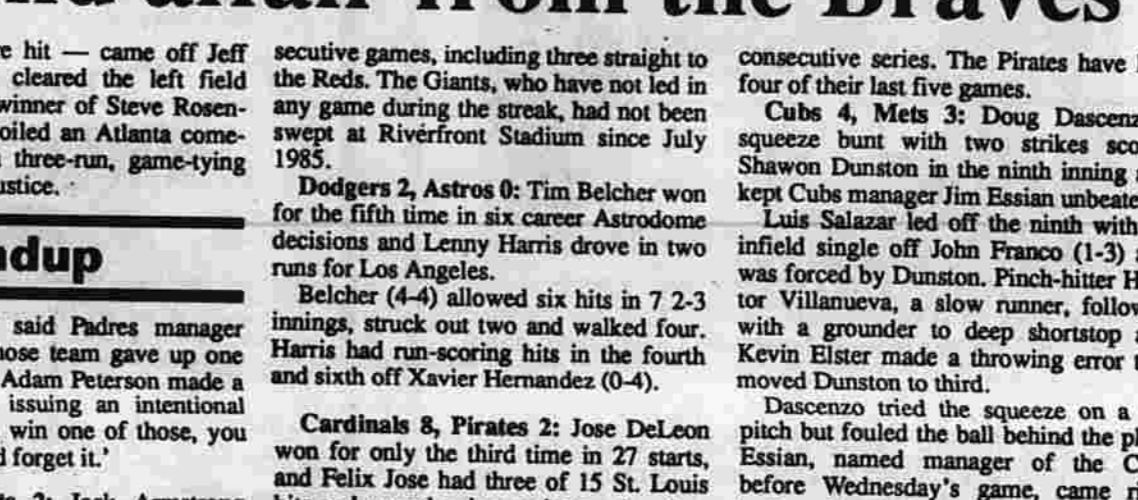 from the Braves
e hit — came off Jeff
cleared the left field
winner of Steve Rosen-
oiled an Atlanta come-
three-run, game-tying
ustice.
ndup
said Padres manager
hose team gave up one
Adam Peterson made a
issuing an intentional
win one of those, you
d forget it.'
secutive games, including three straight to
the Reds. The Giants, who have not led in
any game during the streak, had not been
swept at Riverfront Stadium since July
1985.
Dodgers 2, Astros 0: Tim Belcher won
for the fifth time in six career Astrodome
decisions and Lenny Harris drove in two
runs for Los Angeles.
Belcher (4-4) allowed six hits in 7 2-3
innings, struck out two and walked four.
Harris had run-scoring hits in the fourth
and sixth off Xavier Hernandez (0-4).
Cardinals 8, Pirates 2: Jose DeLeon
won for only the third time in 27 starts,
and Felix Jose had three of 15 St. Louis
consecutive series. The Pirates have
four of their last five games.
Cubs 4, Mets 3: Doug Dascenz
squeeze bunt with two strikes sco
Shawon Dunston in the ninth inning
kept Cubs manager Jim Essian unbeate
Luis Salazar led off the ninth with
infield single off John Franco (1-3)
was forced by Dunston. Pinch-hitter H
tor Villanueva, a slow runner, follow
with a grounder to deep shortstop
Kevin Elster made a throwing error
moved Dunston to third.
Dascenzo tried the squeeze on a
pitch but fouled the ball behind the pl
Essian, named manager of the C
before Wednesday's game, came